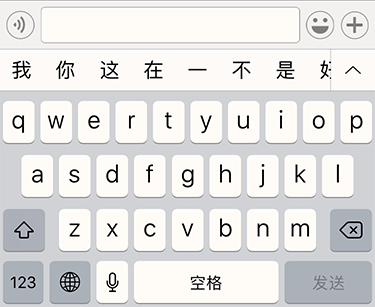 我 你 这 在 一 不 是
q w e r t y u i o p
a s d f g h j k l
z x c v b n m
123 空格 发送